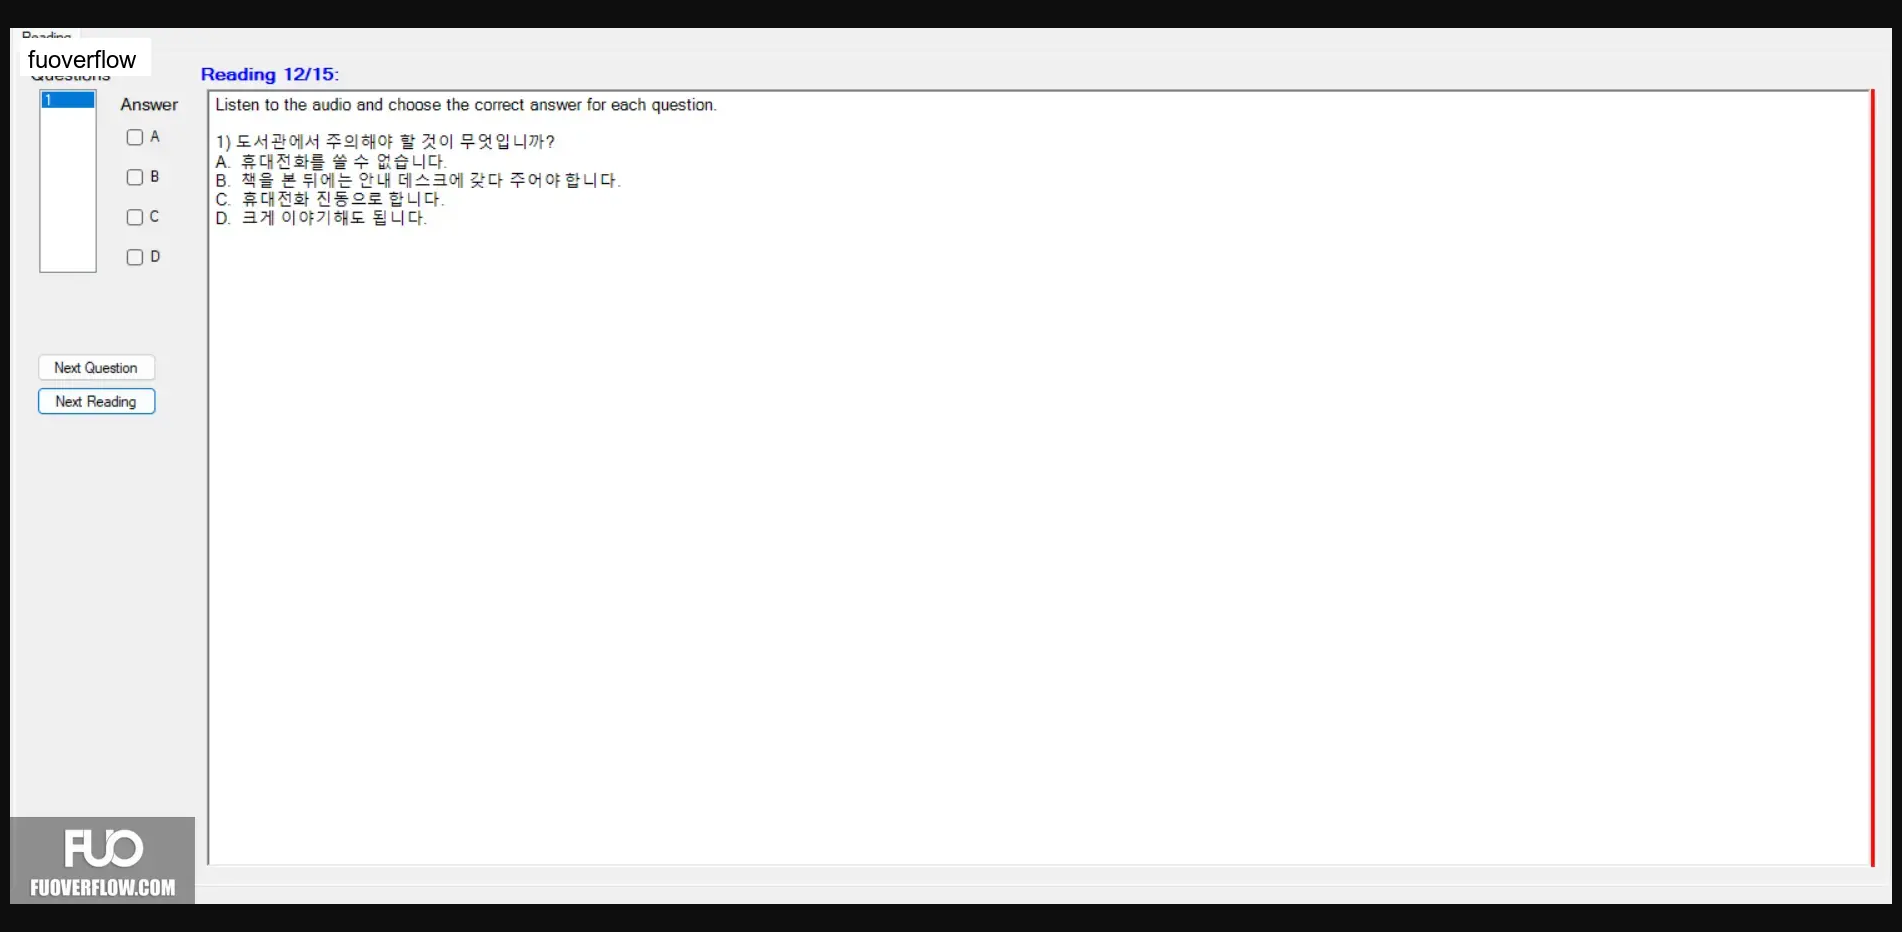 Reading
fuoverflow
Questions
Reading 12/15:
1
Answer
A
B
C
D
Listen to the audio and choose the correct answer for each question.
1) 도서관에서 주의해야 할 것이 무엇입니까?
A. 휴대전화를 쓸 수 없습니다.
B. 책을 본 뒤에는 안내 데스크에 갖다 주어야 합니다.
C. 휴대전화 진동으로 합니다.
D. 크게 이야기해도 됩니다.
Next Question
Next Reading
FUO
FUOVERFLOW.COM